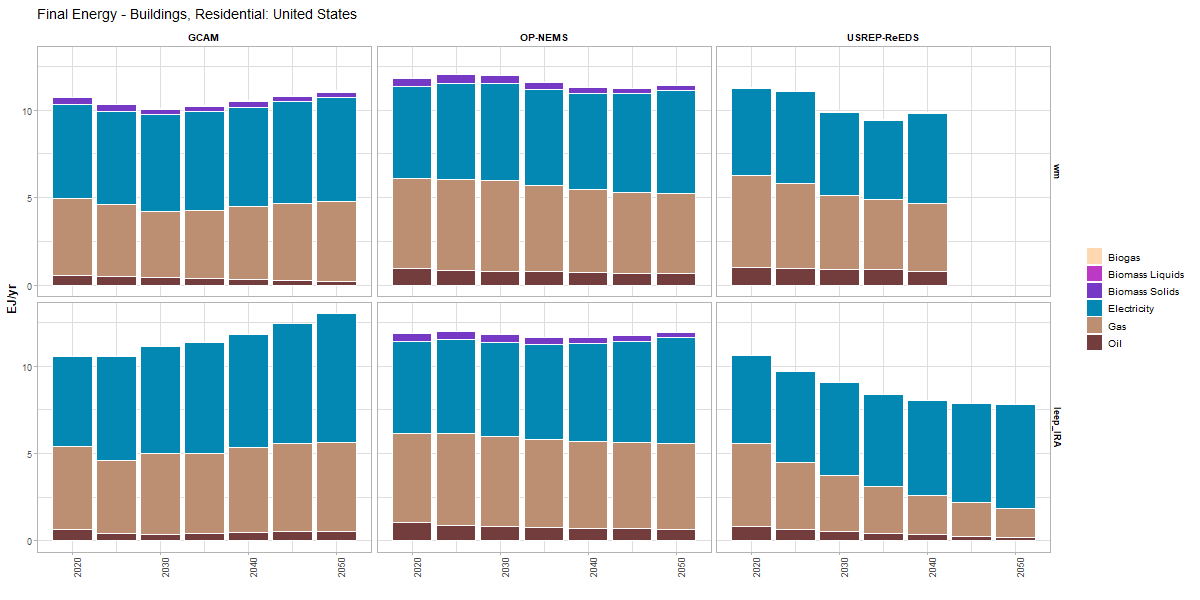 Final Energy - Buildings, Residential: United States
GCAM
OP-NEMS
USREP-ReEDS
EJ/yr
10
5
0
wm
10
5
0
leep_IRA
2020
2030
2040
2050
2020
2030
2040
2050
2020
2030
2040
2050
Biogas
Biomass Liquids
Biomass Solids
Electricity
Gas
Oil